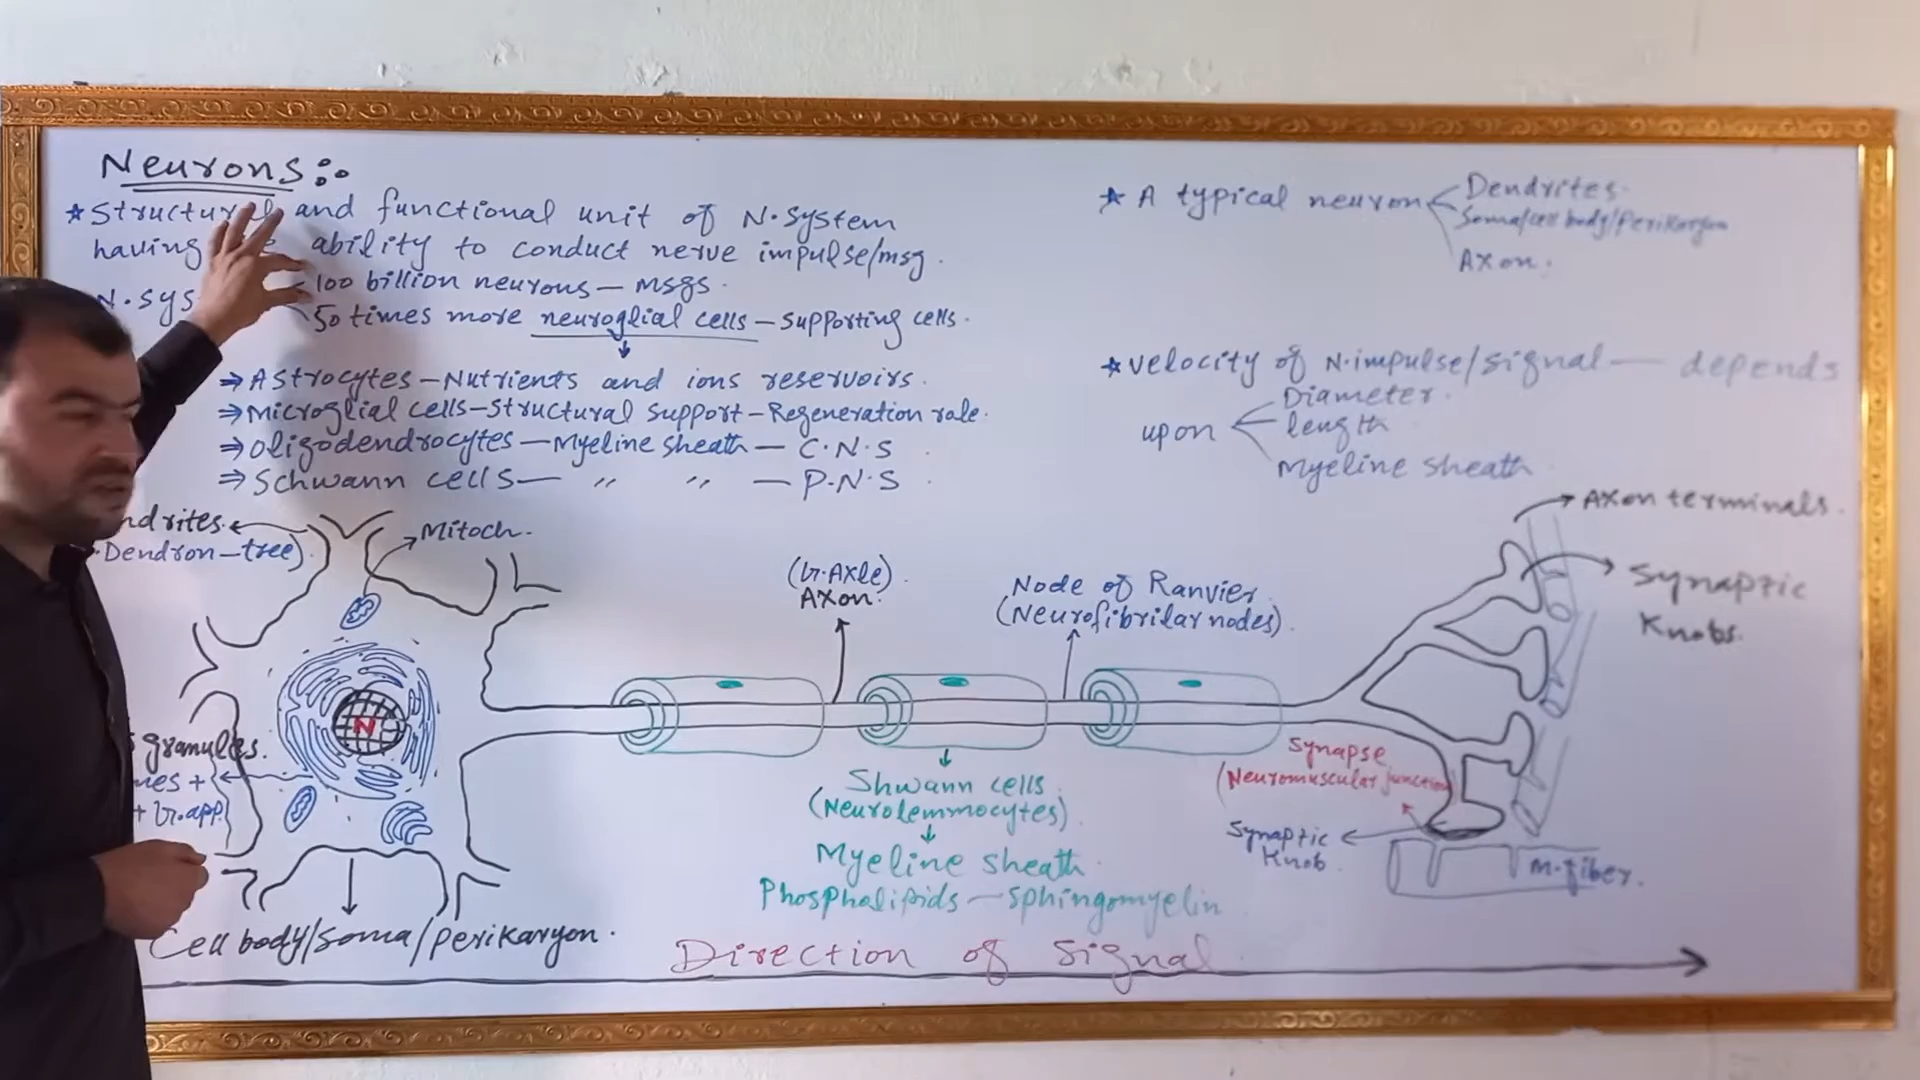 Neurons:
★ Structural and functional unit of N.System
having ability to conduct nerve impulse/msg.
N.sys
100 billion neurons — msgs.
50 times more neuroglial cells — Supporting cells.
⇒ Astrocytes — Nutrients and ions reservoirs.
⇒ Microglial cells — Structural support — Regeneration role.
⇒ Oligodendrocytes — Myeline sheath — C.N.S
⇒ Schwann cells — " " — P.N.S
★ A typical neuron
Dendrites.
Soma/cell body/Perikaryon
Axon.
★ velocity of N.impulse/signal — depends
upon
Diameter.
length
Myeline sheath
ndrites.
Dendron-tree)
Mitoch.
(G.Axle)
Axon.
Node of Ranvier
(Neurofibrilar nodes).
Axon terminals.
Synaptic
Knobs.
granules.
mes +
+ G.app.
Shwann cells
(Neurolemmocytes)
Myeline sheath
Phospholipids — Sphingomyelin
Synapse
(Neuromuscular junction
Synaptic
Knob
m.fiber.
N
Cell body/soma/perikaryon.
Direction of Signal